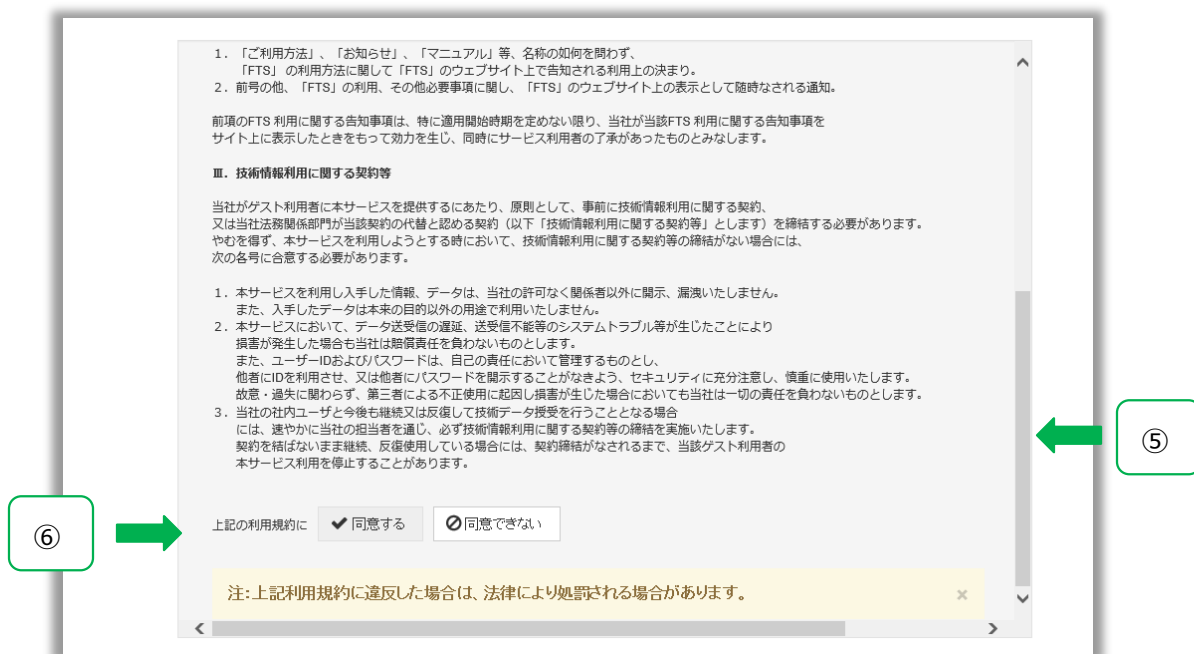 1．「ご利用方法」、「お知らせ」、「マニュアル」等、名称の如何を問わず、
「FTS」 の利用方法に関して「FTS」のウェブサイト上で告知される利用上の決まり。
2．前号の他、「FTS」の利用、その他必要事項に関し、「FTS」のウェブサイト上の表示として随時なされる通知。
前項のFTS 利用に関する告知事項は、特に適用開始時期を定めない限り、当社が当該FTS 利用に関する告知事項を
サイト上に表示したときをもって効力を生じ、同時にサービス利用者の了承があったものとみなします。
Ⅲ．技術情報利用に関する契約等
当社がゲスト利用者に本サービスを提供するにあたり、原則として、事前に技術情報利用に関する契約、
又は当社法務関係部門が当該契約の代替と認める契約（以下「技術情報利用に関する契約等」とします）を締結する必要があります。
やむを得ず、本サービスを利用しようとする時において、技術情報利用に関する契約等の締結がない場合には、
次の各号に合意する必要があります。
1．本サービスを利用し入手した情報、データは、当社の許可なく関係者以外に開示、漏洩いたしません。
また、入手したデータは本来の目的以外の用途で利用いたしません。
2．本サービスにおいて、データ送受信の遅延、送受信不能等のシステムトラブル等が生じたことにより
損害が発生した場合も当社は賠償責任を負わないものとします。
また、ユーザーIDおよびパスワードは、自己の責任において管理するものとし、
他者にIDを利用させ、又は他者にパスワードを開示することがなきよう、セキュリティに充分注意し、慎重に使用いたします。
故意・過失に関わらず、第三者による不正使用に起因し損害が生じた場合においても当社は一切の責任を負わないものとします。
3．当社の社内ユーザと今後も継続又は反復して技術データ授受を行うこととなる場合
には、速やかに当社の担当者を通じ、必ず技術情報利用に関する契約等の締結を実施いたします。
契約を結ばないまま継続、反復使用している場合には、契約締結がなされるまで、当該ゲスト利用者の
本サービス利用を停止することがあります。
⑤
⑥
上記の利用規約に 同意する 同意できない
注：上記利用規約に違反した場合は、法律により処罰される場合があります。 ×